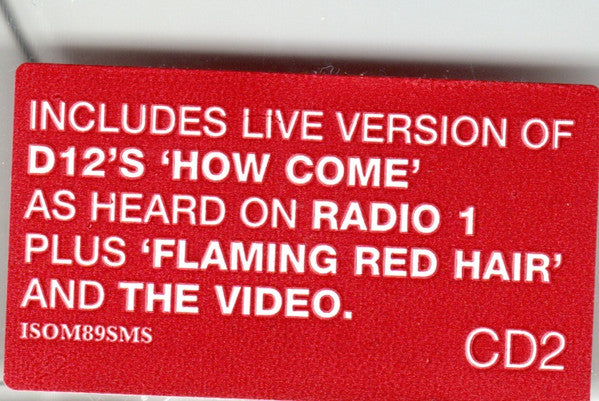 INCLUDES LIVE VERSION OF
D12'S 'HOW COME'
AS HEARD ON RADIO 1
PLUS 'FLAMING RED HAIR'
AND THE VIDEO.
ISOM89SMS
CD2